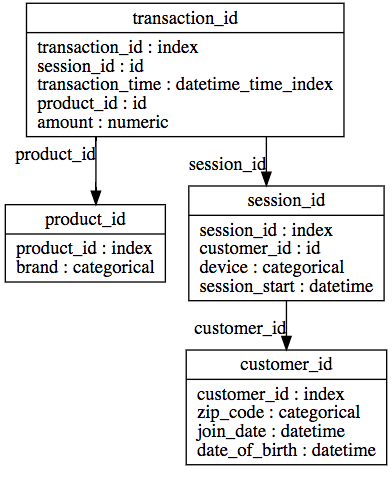 transaction_id
transaction_id : index
session_id : id
transaction_time : datetime_time_index
product_id : id
amount : numeric
product_id
session_id
product_id
product_id : index
brand : categorical
session_id
session_id : index
customer_id : id
device : categorical
session_start : datetime
customer_id
customer_id
customer_id : index
zip_code : categorical
join_date : datetime
date_of_birth : datetime